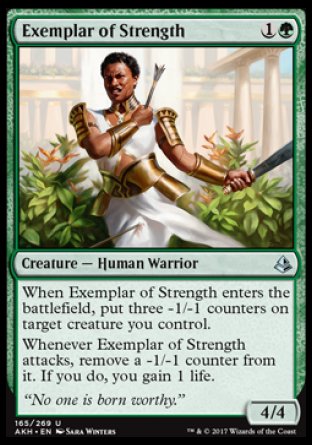 Exemplar of Strength 1
Creature — Human Warrior
When Exemplar of Strength enters the
battlefield, put three -1/-1 counters on
target creature you control.
Whenever Exemplar of Strength
attacks, remove a -1/-1 counter from
it. If you do, you gain 1 life.
“No one is born worthy.”
4/4
165/269 U
AKH • EN SARA WINTERS
™ & © 2017 Wizards of the Coast